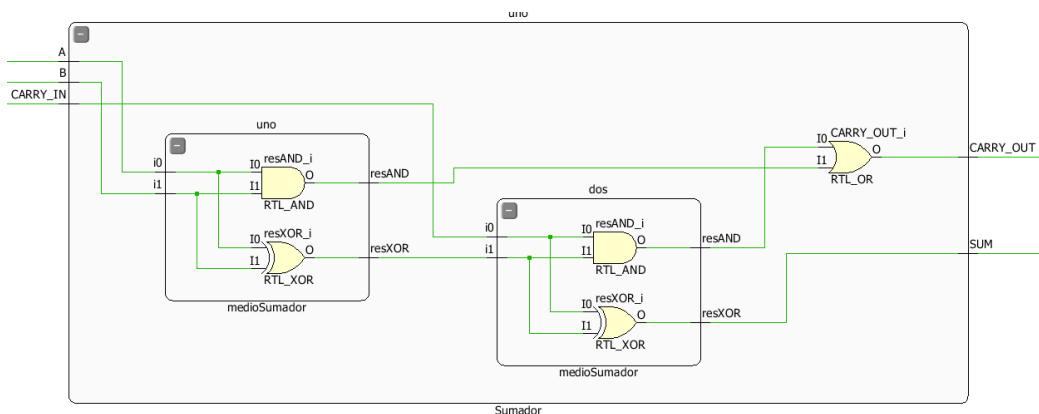 uno
A
B
CARRY_IN
uno
i0
i1
I0
I1
resAND_i
O
RTL_AND
resAND
I0
I1
resXOR_i
O
RTL_XOR
resXOR
medioSumador
dos
i0
i1
I0
I1
resAND_i
O
RTL_AND
resAND
I0
I1
resXOR_i
O
RTL_XOR
resXOR
medioSumador
I0
I1
CARRY_OUT_i
O
RTL_OR
CARRY_OUT
SUM
Sumador